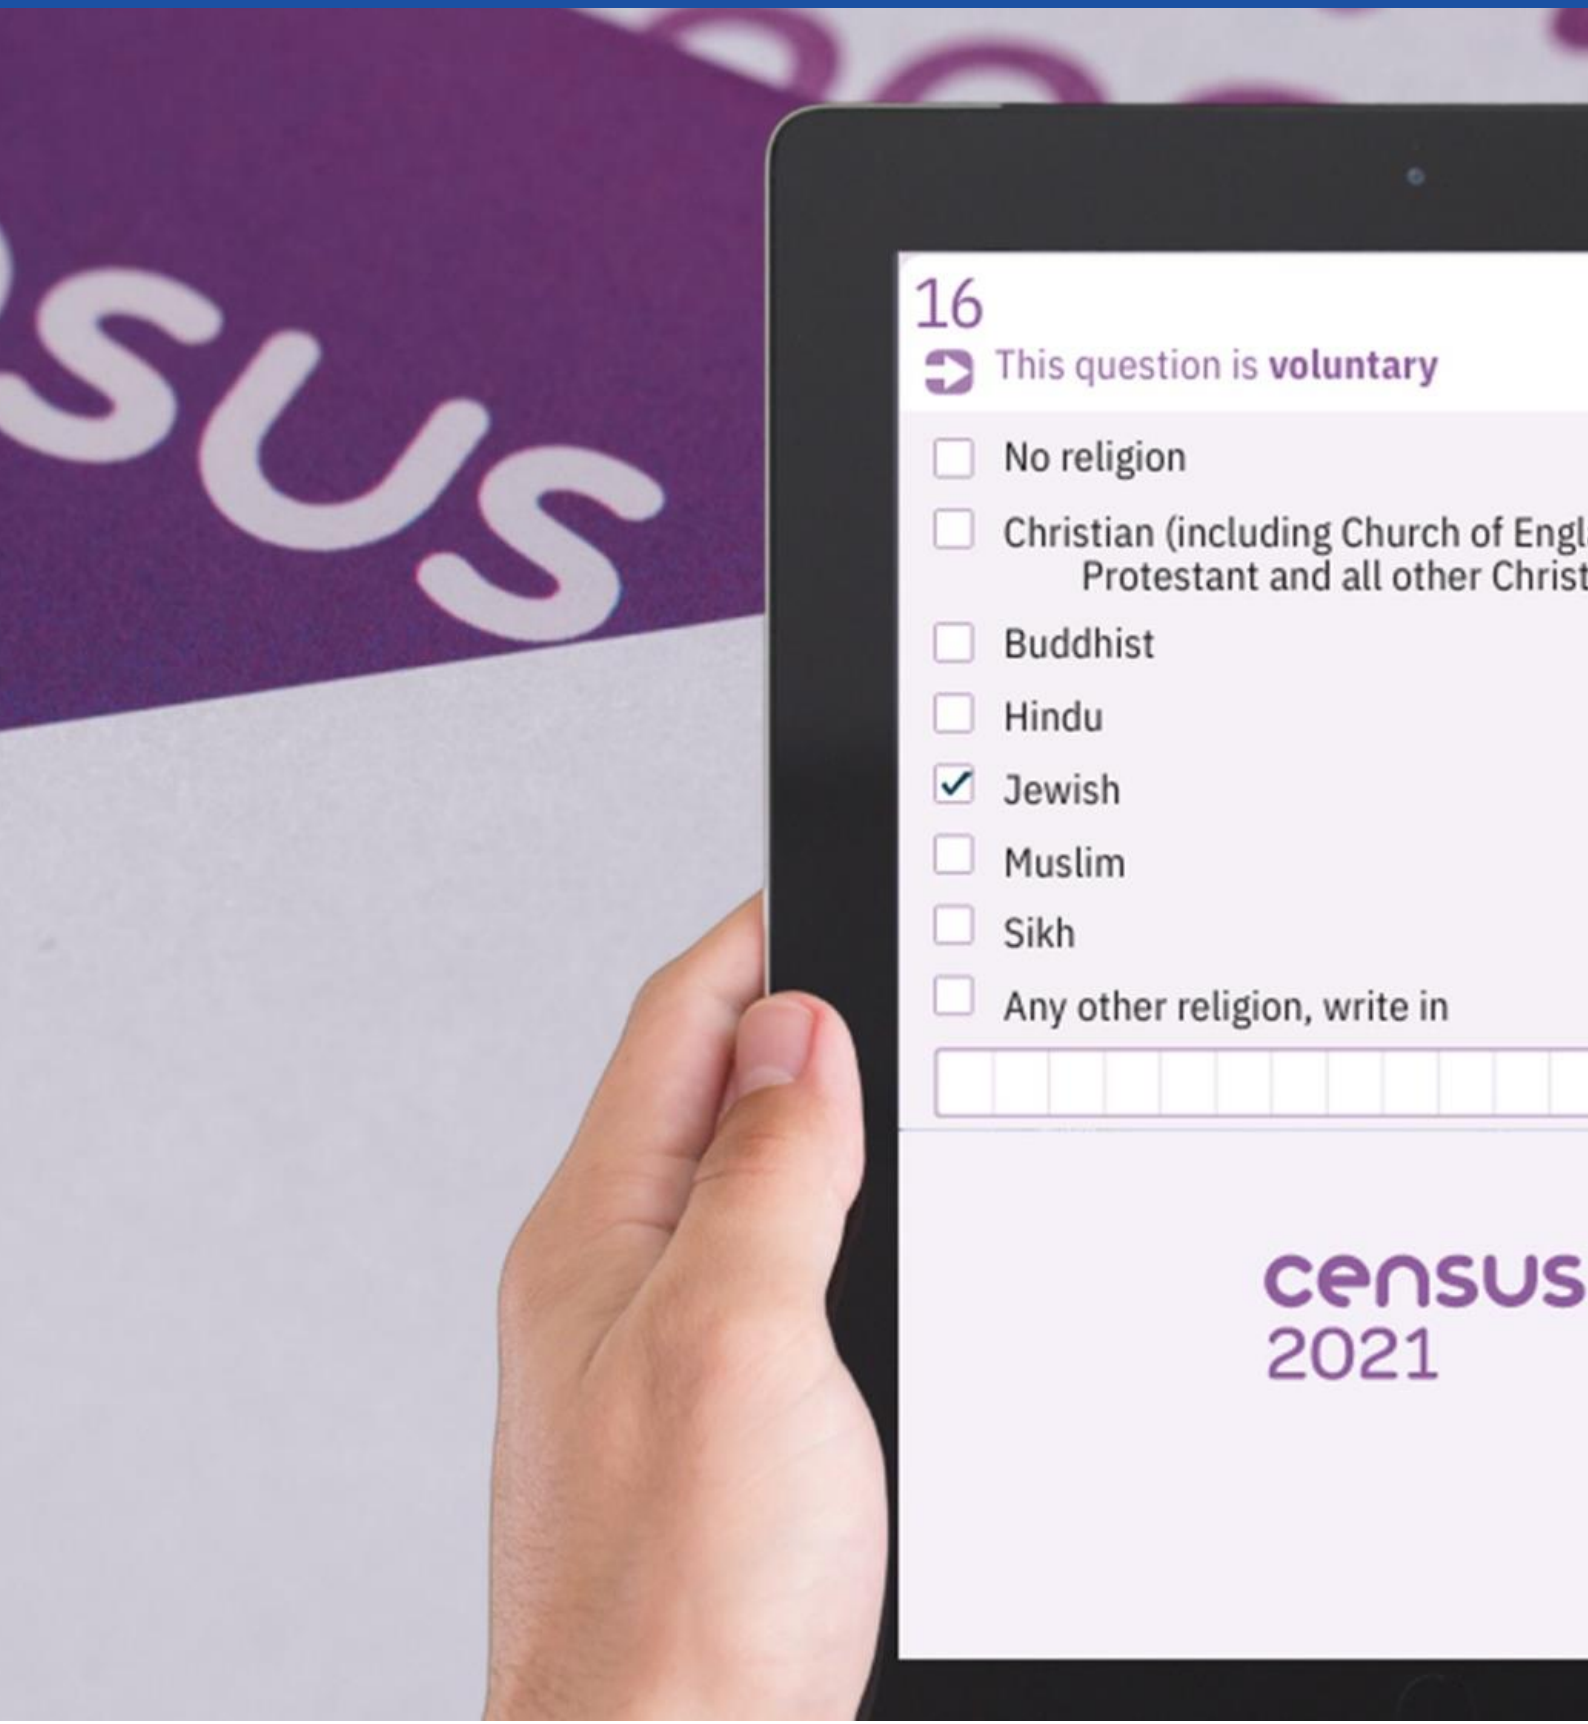 sus
16
This question is voluntary
No religion
Christian (including Church of Engl
Protestant and all other Christ
Buddhist
Hindu
Jewish
Muslim
Sikh
Any other religion, write in
census
2021